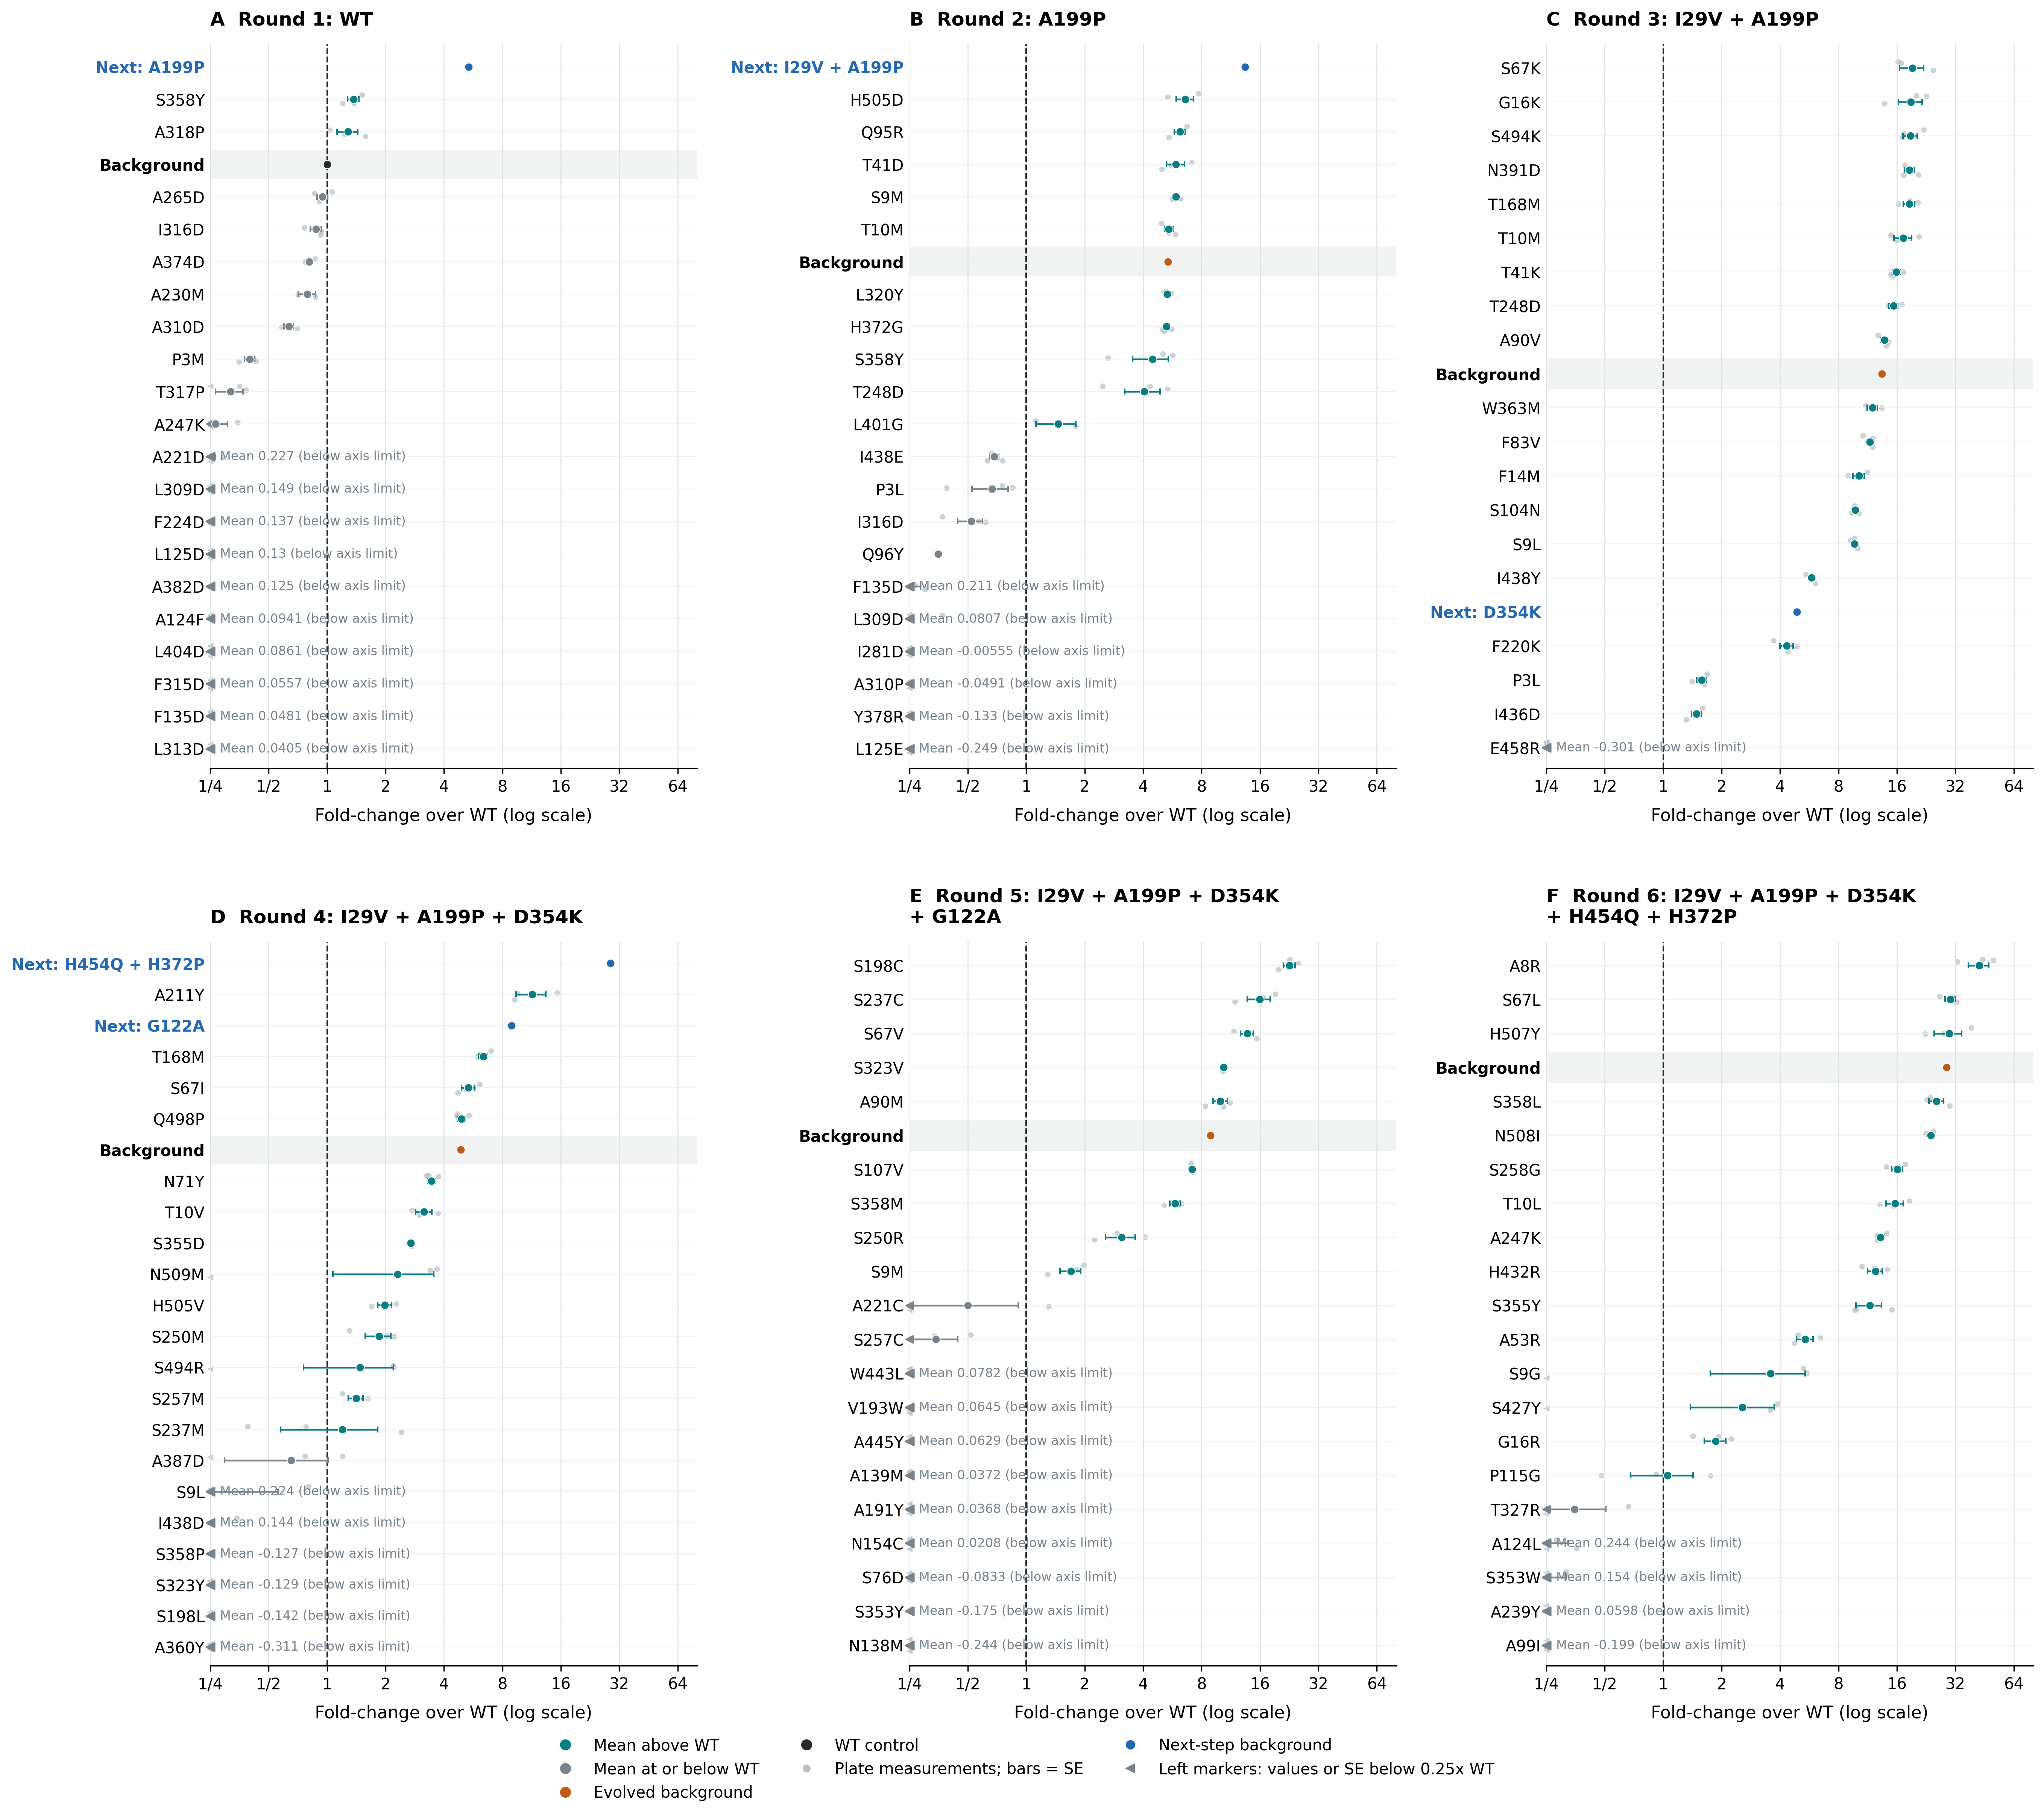 A  Round 1: WT
Next: A199P
S358Y
A318P
Background
A265D
I316D
A374D
A230M
A310D
P3M
T317P
A247K
A221D Mean 0.227 (below axis limit)
L309D Mean 0.149 (below axis limit)
F224D Mean 0.137 (below axis limit)
L125D Mean 0.13 (below axis limit)
A382D Mean 0.125 (below axis limit)
A124F Mean 0.0941 (below axis limit)
L404D Mean 0.0861 (below axis limit)
F315D Mean 0.0557 (below axis limit)
F135D Mean 0.0481 (below axis limit)
L313D Mean 0.0405 (below axis limit)
1/4 1/2 1 2 4 8 16 32 64
Fold-change over WT (log scale)
B  Round 2: A199P
Next: I29V + A199P
H505D
Q95R
T41D
S9M
T10M
Background
L320Y
H372G
S358Y
T248D
L401G
I438E
P3L
I316D
Q96Y
F135D Mean 0.211 (below axis limit)
L309D Mean 0.0807 (below axis limit)
I281D Mean -0.00555 (below axis limit)
A310P Mean -0.0491 (below axis limit)
Y378R Mean -0.133 (below axis limit)
L125E Mean -0.249 (below axis limit)
1/4 1/2 1 2 4 8 16 32 64
Fold-change over WT (log scale)
C  Round 3: I29V + A199P
S67K
G16K
S494K
N391D
T168M
T10M
T41K
T248D
A90V
Background
W363M
F83V
F14M
S104N
S9L
I438Y
Next: D354K
F220K
P3L
I436D
E458R Mean -0.301 (below axis limit)
1/4 1/2 1 2 4 8 16 32 64
Fold-change over WT (log scale)
D  Round 4: I29V + A199P + D354K
Next: H454Q + H372P
A211Y
Next: G122A
T168M
S67I
Q498P
Background
N71Y
T10V
S355D
N509M
H505V
S250M
S494R
S257M
S237M
A387D
S9L Mean 0.224 (below axis limit)
I438D Mean 0.144 (below axis limit)
S358P Mean -0.127 (below axis limit)
S323Y Mean -0.129 (below axis limit)
S198L Mean -0.142 (below axis limit)
A360Y Mean -0.311 (below axis limit)
1/4 1/2 1 2 4 8 16 32 64
Fold-change over WT (log scale)
E  Round 5: I29V + A199P + D354K
+ G122A
S198C
S237C
S67V
S323V
A90M
Background
S107V
S358M
S250R
S9M
A221C
S257C
W443L Mean 0.0782 (below axis limit)
V193W Mean 0.0645 (below axis limit)
A445Y Mean 0.0629 (below axis limit)
A139M Mean 0.0372 (below axis limit)
A191Y Mean 0.0368 (below axis limit)
N154C Mean 0.0208 (below axis limit)
S76D Mean -0.0833 (below axis limit)
S353Y Mean -0.175 (below axis limit)
N138M Mean -0.244 (below axis limit)
1/4 1/2 1 2 4 8 16 32 64
Fold-change over WT (log scale)
F  Round 6: I29V + A199P + D354K
+ H454Q + H372P
A8R
S67L
H507Y
Background
S358L
N508I
S258G
T10L
A247K
H432R
S355Y
A53R
S9G
S427Y
G16R
P115G
T327R
A124L Mean 0.244 (below axis limit)
S353W Mean 0.154 (below axis limit)
A239Y Mean 0.0598 (below axis limit)
A99I Mean -0.199 (below axis limit)
1/4 1/2 1 2 4 8 16 32 64
Fold-change over WT (log scale)
Mean above WT
Mean at or below WT
Evolved background
WT control
Plate measurements; bars = SE
Next-step background
Left markers: values or SE below 0.25x WT